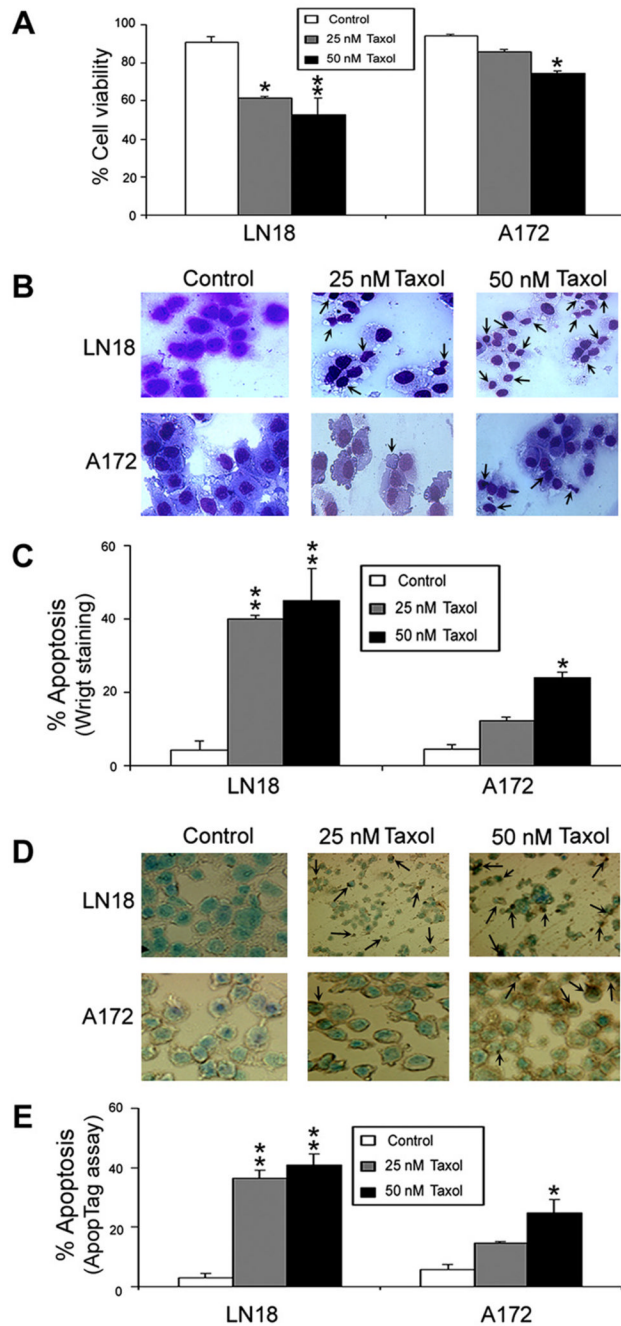 A
% Cell viability
100
80
60
40
20
0
Control
25 nM Taxol
50 nM Taxol
*
*
*
*
LN18
A172
B
Control
25 nM Taxol
50 nM Taxol
LN18
A172
C
% Apoptosis
(Wrigt staining)
60
40
20
0
Control
25 nM Taxol
50 nM Taxol
*
*
*
*
*
LN18
A172
D
Control
25 nM Taxol
50 nM Taxol
LN18
A172
E
% Apoptosis
(ApopTag assay)
60
40
20
0
Control
25 nM Taxol
50 nM Taxol
*
*
*
*
*
LN18
A172